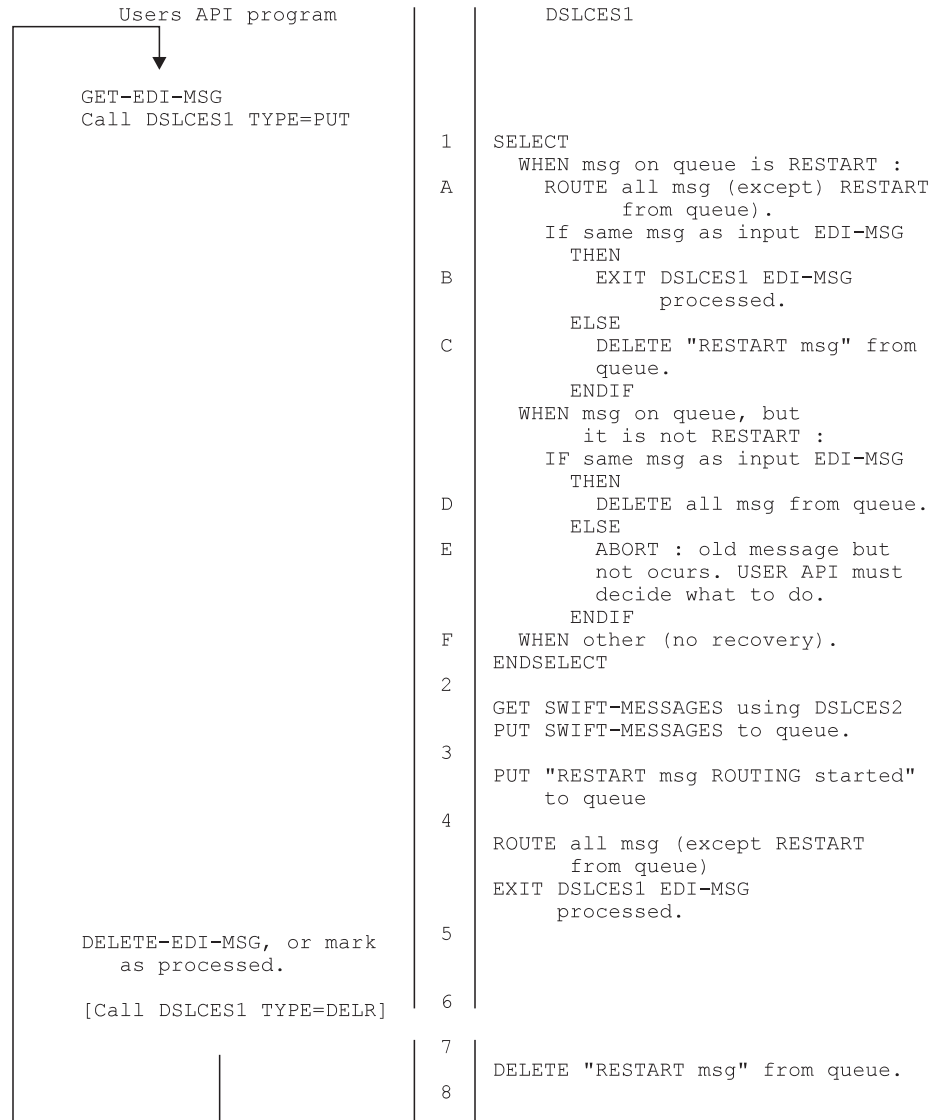 Users API program
DSLCES1
GET-EDI-MSG
Call DSLCES1 TYPE=PUT
1
SELECT
WHEN msg on queue is RESTART :
A
ROUTE all msg (except) RESTART
from queue).
If same msg as input EDI-MSG
THEN
B
EXIT DSLCES1 EDI-MSG
processed.
ELSE
C
DELETE "RESTART msg" from
queue.
ENDIF
WHEN msg on queue, but
it is not RESTART :
IF same msg as input EDI-MSG
THEN
D
DELETE all msg from queue.
ELSE
E
ABORT : old message but
not ocurs. USER API must
decide what to do.
ENDIF
F
WHEN other (no recovery).
ENDSELECT
2
GET SWIFT-MESSAGES using DSLCES2
PUT SWIFT-MESSAGES to queue.
3
PUT "RESTART msg ROUTING started"
to queue
4
ROUTE all msg (except RESTART
from queue)
EXIT DSLCES1 EDI-MSG
processed.
5
DELETE-EDI-MSG, or mark
as processed.
6
[Call DSLCES1 TYPE=DELR]
7
DELETE "RESTART msg" from queue.
8